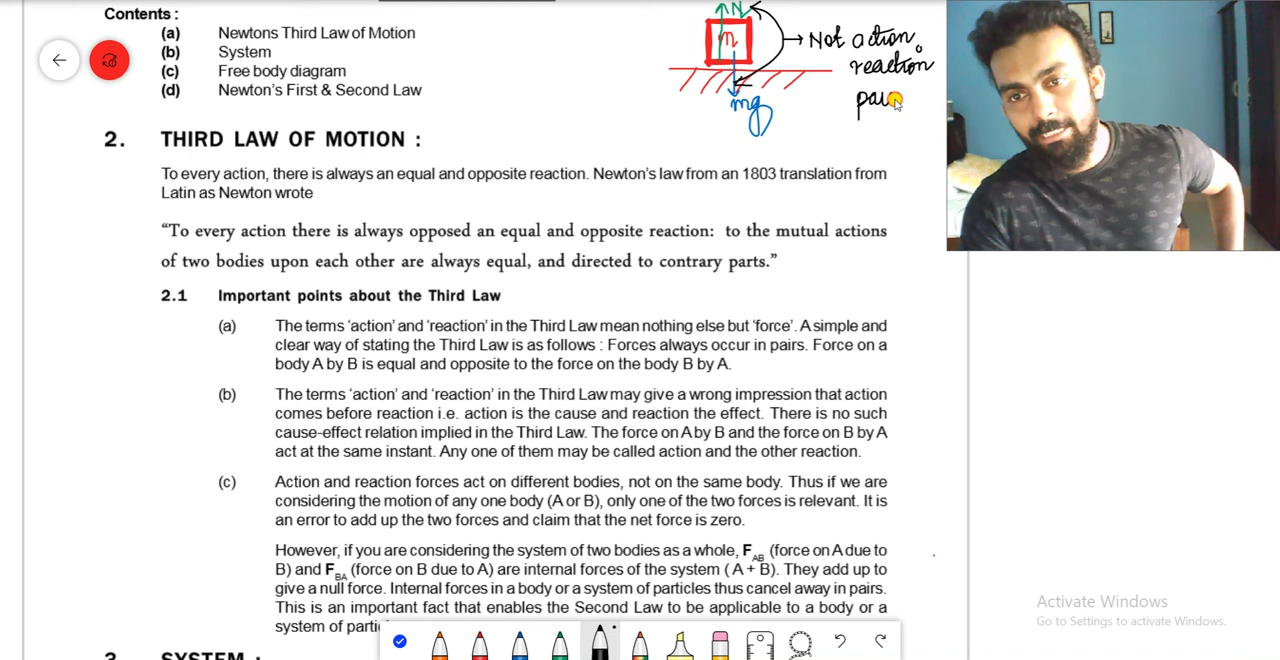 Contents :
(a) Newtons Third Law of Motion
(b) System
(c) Free body diagram
(d) Newton's First & Second Law
N
m
mg
Not action,
reaction
pai
2. THIRD LAW OF MOTION :
To every action, there is always an equal and opposite reaction. Newton's law from an 1803 translation from
Latin as Newton wrote
“To every action there is always opposed an equal and opposite reaction: to the mutual actions
of two bodies upon each other are always equal, and directed to contrary parts.”
2.1 Important points about the Third Law
(a) The terms 'action' and 'reaction' in the Third Law mean nothing else but 'force'. A simple and
clear way of stating the Third Law is as follows : Forces always occur in pairs. Force on a
body A by B is equal and opposite to the force on the body B by A.
(b) The terms 'action' and 'reaction' in the Third Law may give a wrong impression that action
comes before reaction i.e. action is the cause and reaction the effect. There is no such
cause-effect relation implied in the Third Law. The force on A by B and the force on B by A
act at the same instant. Any one of them may be called action and the other reaction.
(c) Action and reaction forces act on different bodies, not on the same body. Thus if we are
considering the motion of any one body (A or B), only one of the two forces is relevant. It is
an error to add up the two forces and claim that the net force is zero.
However, if you are considering the system of two bodies as a whole, F AB (force on A due to
B) and F BA (force on B due to A) are internal forces of the system (A + B). They add up to
give a null force. Internal forces in a body or a system of particles thus cancel away in pairs.
This is an important fact that enables the Second Law to be applicable to a body or a
system of parti
Activate Windows
Go to Settings to activate Windows.